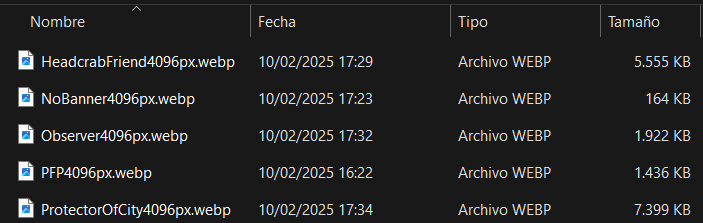 Nombre Fecha Tipo Tamaño
HeadcrabFriend4096px.webp 10/02/2025 17:29 Archivo WEBP 5.555 KB
NoBanner4096px.webp 10/02/2025 17:23 Archivo WEBP 164 KB
Observer4096px.webp 10/02/2025 17:32 Archivo WEBP 1.922 KB
PFP4096px.webp 10/02/2025 16:22 Archivo WEBP 1.436 KB
ProtectorOfCity4096px.webp 10/02/2025 17:34 Archivo WEBP 7.399 KB